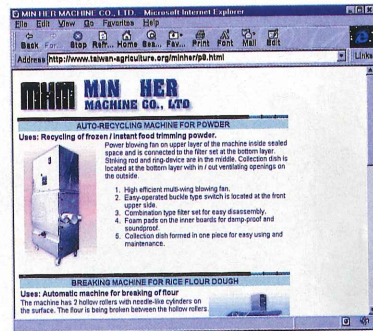 MIN HER MACHINE CO., LTD. Microsoft Internet Explorer
File Edit View Go Favorites Help
Back For... Stop Refr... Home Sea... Fav... Print Font Mail Edit
Address http://www.taiwan-agriculture.org/minher/p8.html Links
MHM MIN HER
MACHINE CO., LTD
AUTO-RECYCLING MACHINE FOR POWDER
Uses: Recycling of frozen / instant food trimming powder.
Power blowing fan on upper layer of the machine inside sealed
space and is connected to the filter set at the bottom layer.
Striking rod and ring-device are in the middle. Collection dish is
located at the bottom layer with in / out ventilating openings on
the outside.
1. High efficient multi-wing blowing fan.
2. Easy-operated buckle type switch is located at the front
upper side.
3. Combination type filter set for easy disassembly.
4. Foam pads on the inner boards for damp-proof and
soundproof.
5. Collection dish formed in one piece for easy using and
maintenance.
BREAKING MACHINE FOR RICE FLOUR DOUGH
Uses: Automatic machine for breaking of flour
The machine has 2 hollow rollers with needle-like cylinders on
the surface. The flour is being broken between the hollow rollers